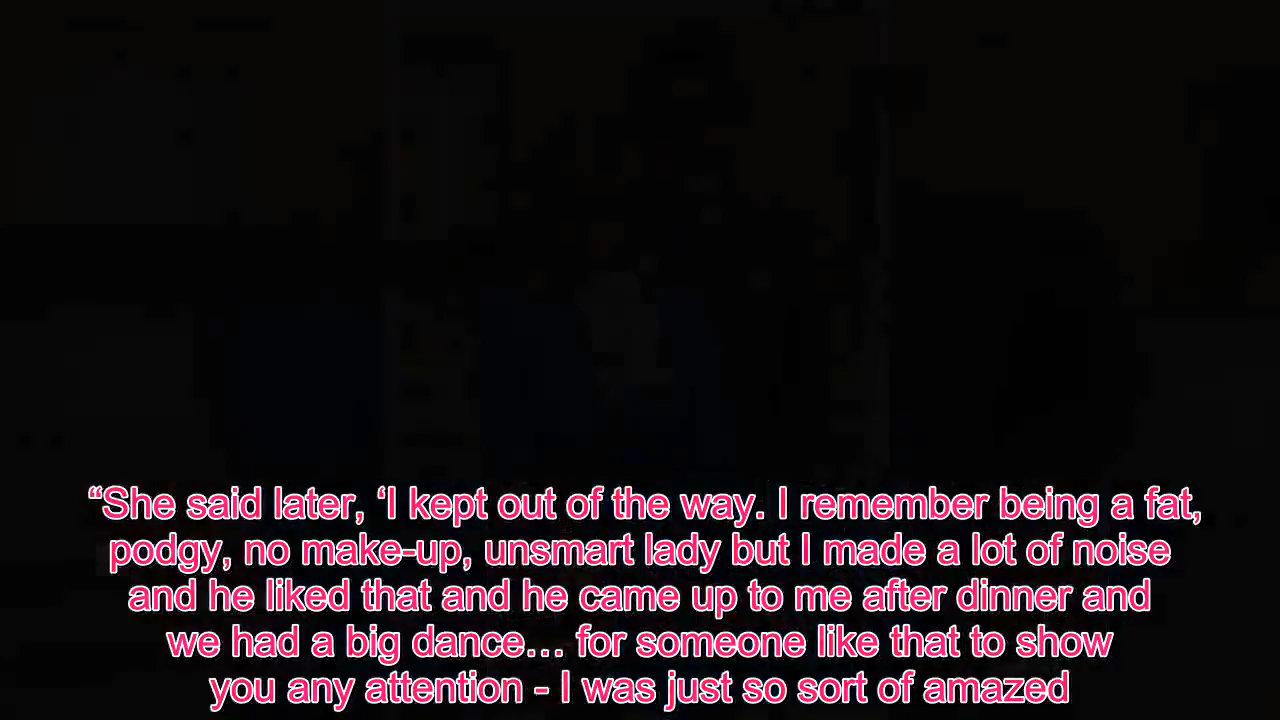 “She said later, ‘I kept out of the way. I remember being a fat,
podgy, no make-up, unsmart lady but I made a lot of noise
and he liked that and he came up to me after dinner and
we had a big dance… for someone like that to show
you any attention - I was just so sort of amazed